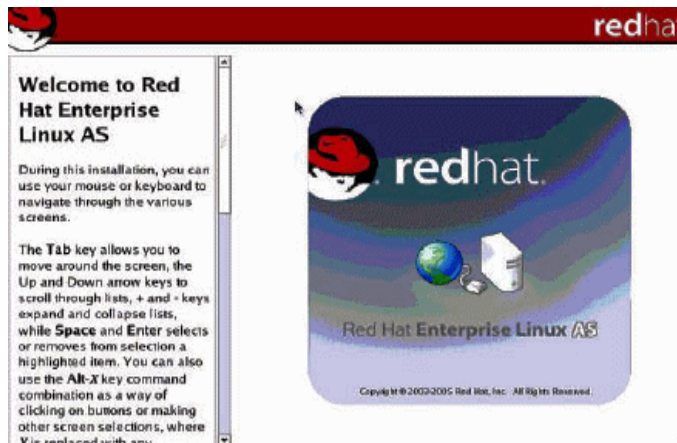 redha
Welcome to Red
Hat Enterprise
Linux AS
During this installation, you can
use your mouse or keyboard to
navigate through the various
screens.
The Tab key allows you to
move around the screen, the
Up and Down arrow keys to
scroll through lists, + and - keys
expand and collapse lists,
while Space and Enter selects
or removes from selection a
highlighted item. You can also
use the Alt-X key command
combination as a way of
clicking on buttons or making
other screen selections, where
X is replaced with any
redhat.
Red Hat Enterprise Linux AS
Copyright © 2003-2005 Red Hat, Inc. All Rights Reserved.